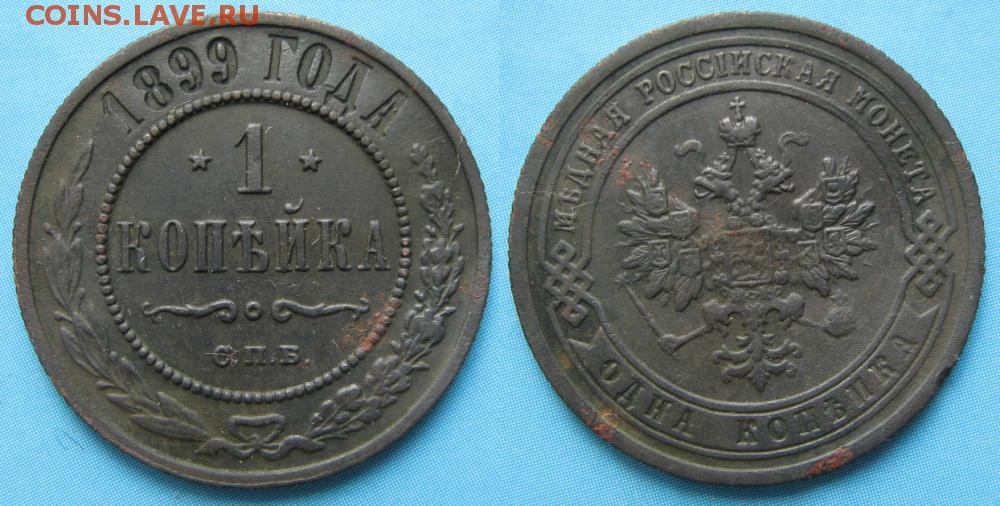 COINS.LAVE.RU
1899 ГОДА
1
КОПѢЙКА
С.П.Б.
МѢДНАЯ РОССІЙСКАЯ МОНЕТА
ОДНА КОПѢЙКА